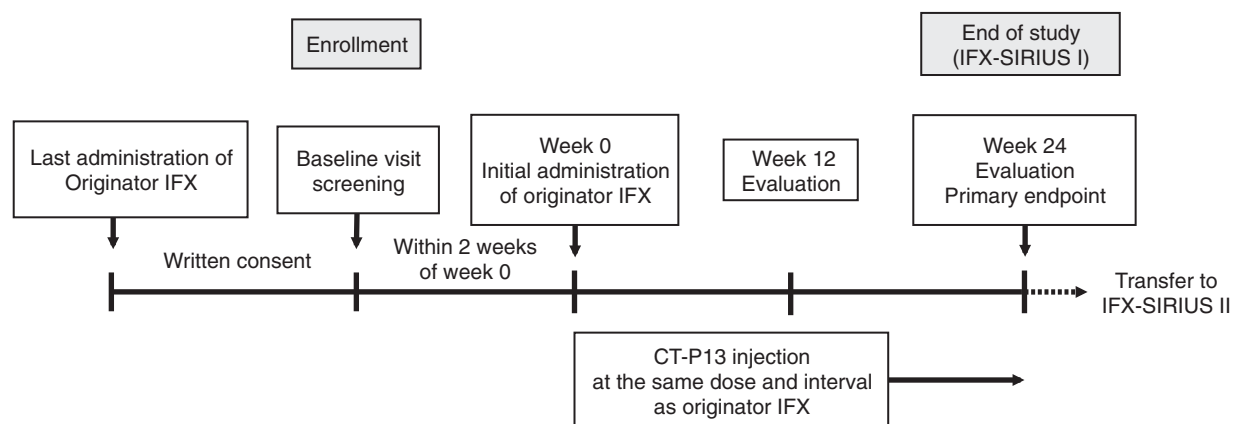 Enrollment
End of study
(IFX-SIRIUS I)
Last administration of
Originator IFX
Baseline visit
screening
Week 0
Initial administration
of originator IFX
Week 12
Evaluation
Week 24
Evaluation
Primary endpoint
Written consent
Within 2 weeks
of week 0
Transfer to
IFX-SIRIUS II
CT-P13 injection
at the same dose and interval
as originator IFX